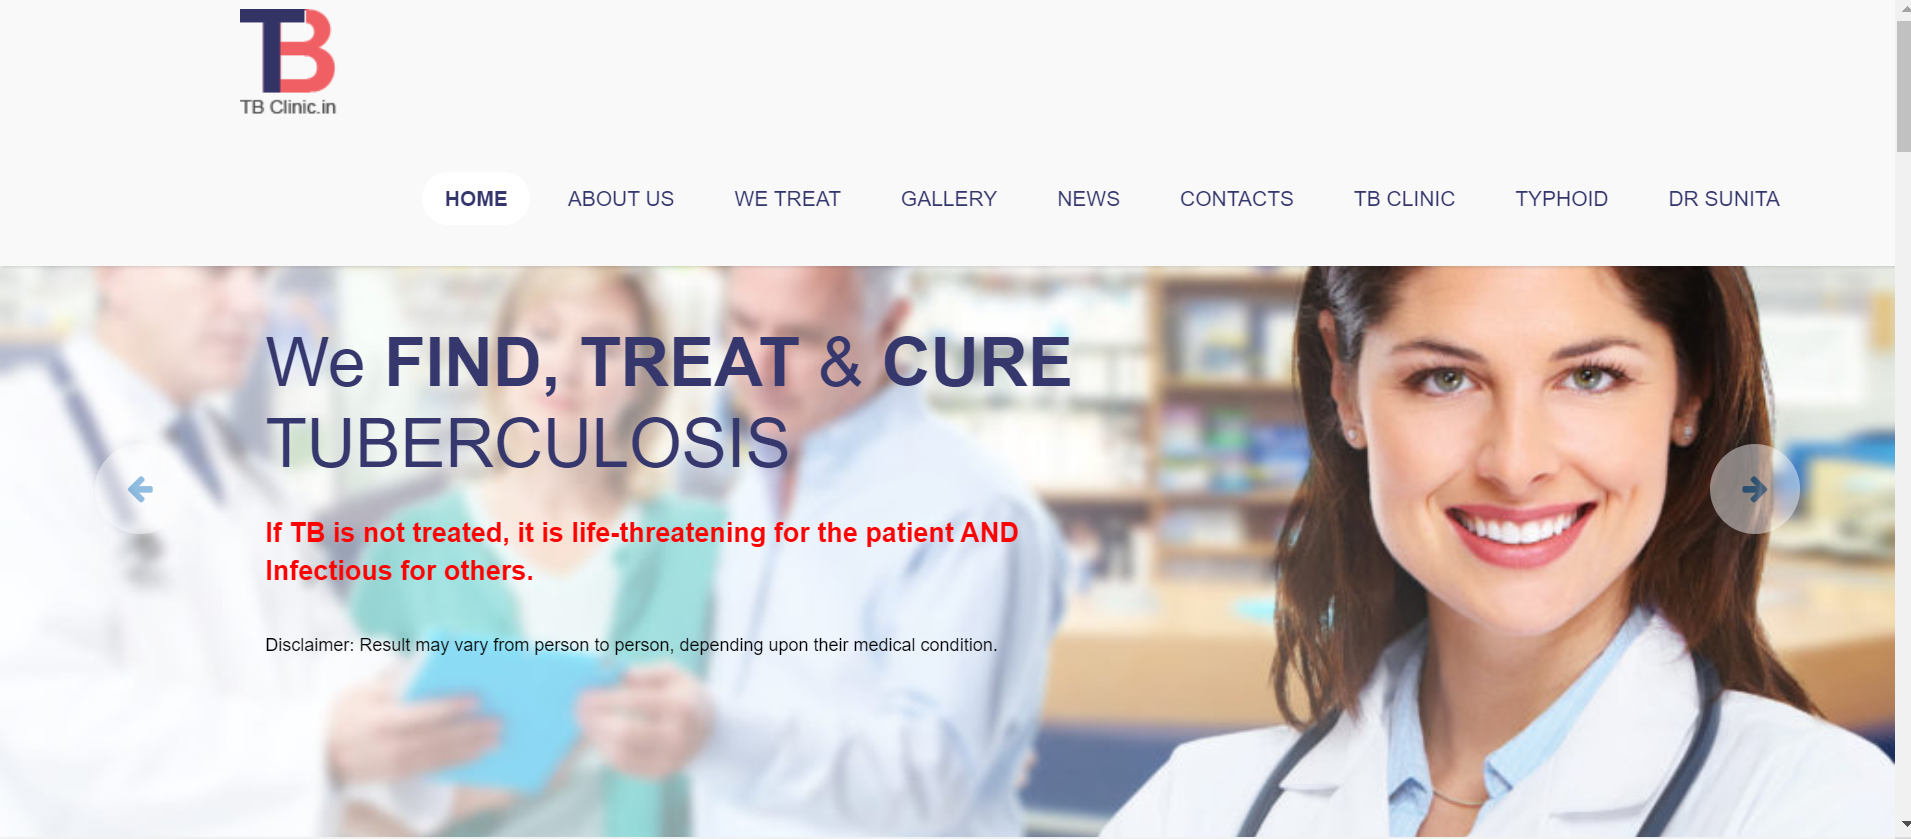 TB
TB Clinic.in
HOME ABOUT US WE TREAT GALLERY NEWS CONTACTS TB CLINIC TYPHOID DR SUNITA
We FIND, TREAT & CURE
TUBERCULOSIS
If TB is not treated, it is life-threatening for the patient AND
Infectious for others.
Disclaimer: Result may vary from person to person, depending upon their medical condition.